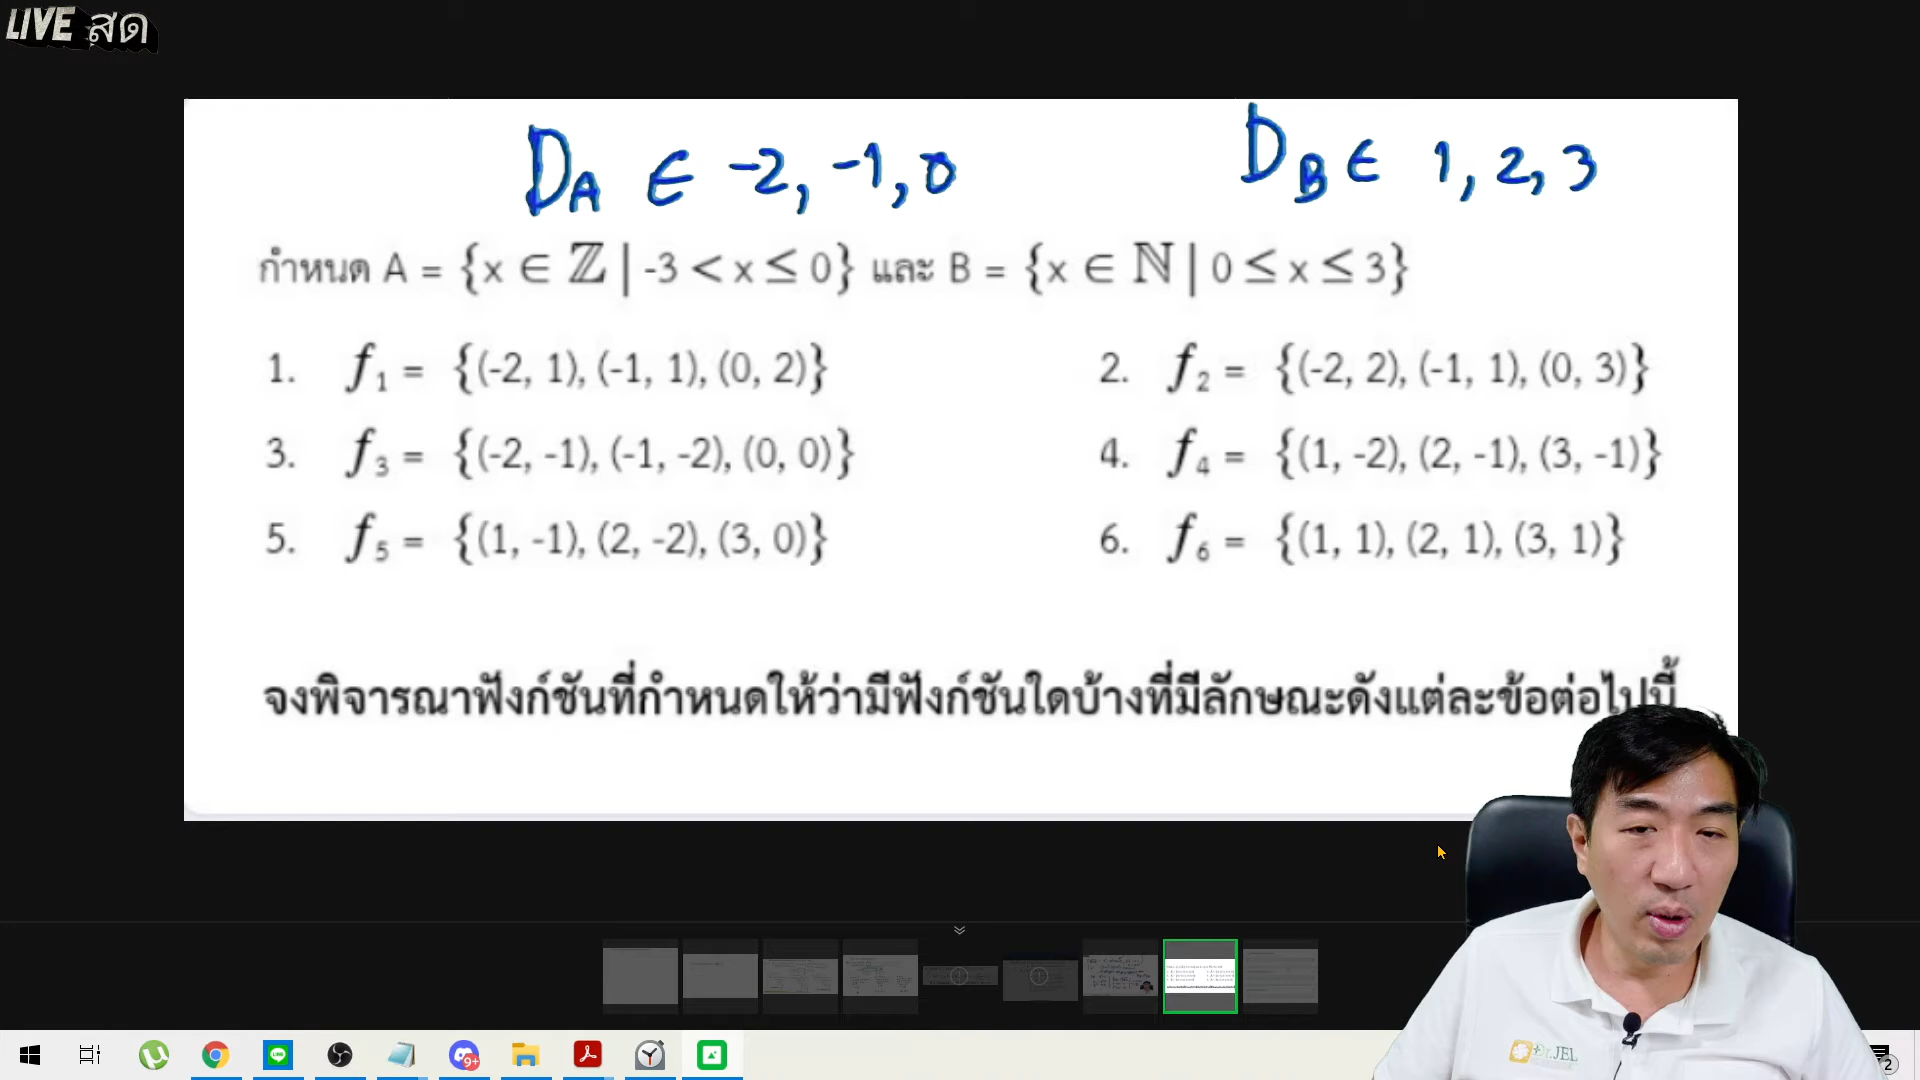 LIVE สด
D_A ∈ -2, -1, 0
D_B ∈ 1, 2, 3
กำหนด A = {x ∈ ℤ | -3 < x ≤ 0} และ B = {x ∈ ℕ | 0 ≤ x ≤ 3}
1. f₁ = {(-2, 1), (-1, 1), (0, 2)}
2. f₂ = {(-2, 2), (-1, 1), (0, 3)}
3. f₃ = {(-2, -1), (-1, -2), (0, 0)}
4. f₄ = {(1, -2), (2, -1), (3, -1)}
5. f₅ = {(1, -1), (2, -2), (3, 0)}
6. f₆ = {(1, 1), (2, 1), (3, 1)}
จงพิจารณาฟังก์ชันที่กำหนดให้ว่ามีฟังก์ชันใดบ้างที่มีลักษณะดังแต่ละข้อต่อไปนี้
9+
2